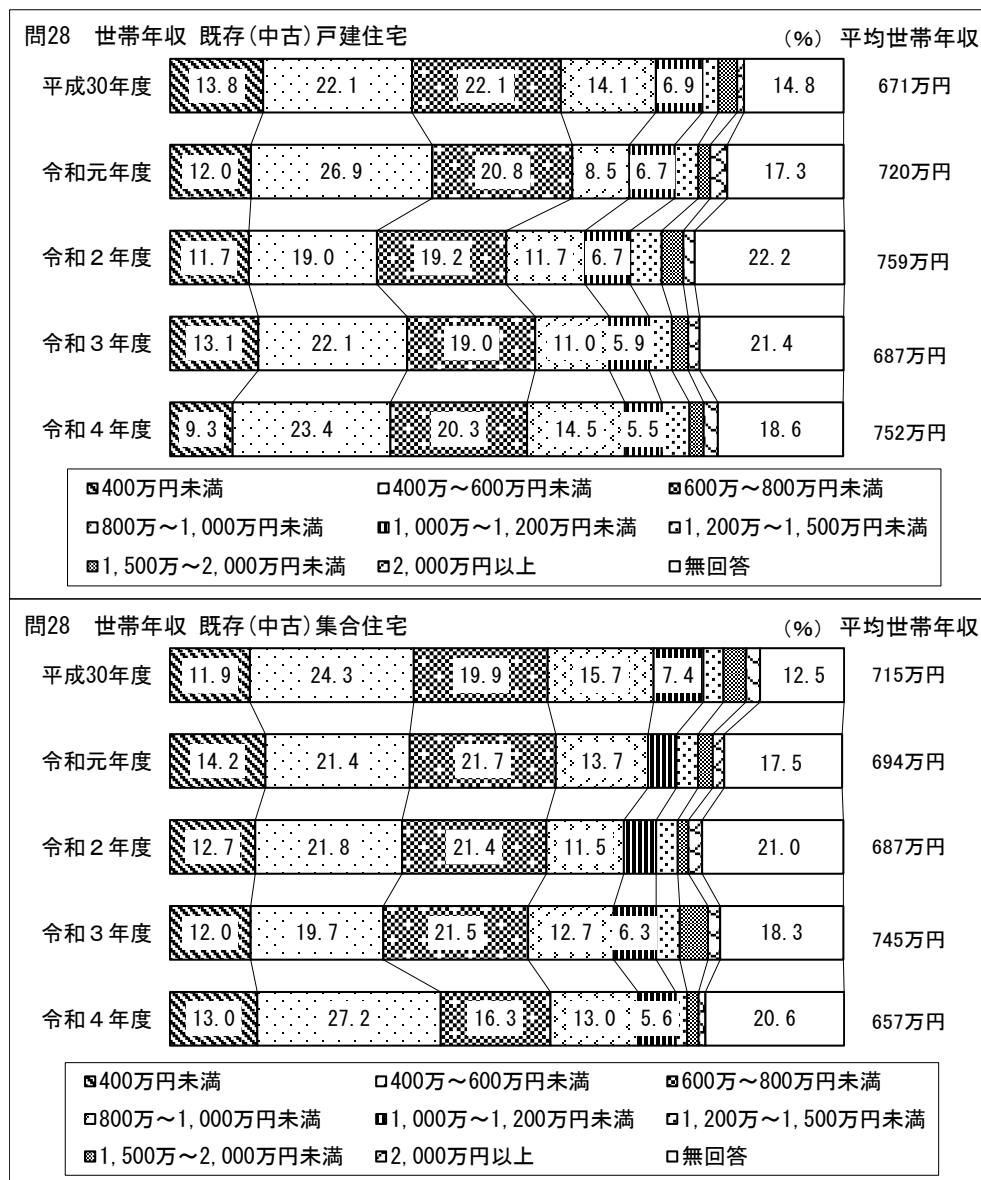 問28 世帯年収 既存(中古)戸建住宅 (%) 平均世帯年収
平成30年度 13.8 22.1 22.1 14.1 6.9 14.8 671万円
令和元年度 12.0 26.9 20.8 8.5 6.7 17.3 720万円
令和2年度 11.7 19.0 19.2 11.7 6.7 22.2 759万円
令和3年度 13.1 22.1 19.0 11.0 5.9 21.4 687万円
令和4年度 9.3 23.4 20.3 14.5 5.5 18.6 752万円
400万円未満 400万～600万円未満 600万～800万円未満
800万～1,000万円未満 1,000万～1,200万円未満 1,200万～1,500万円未満
1,500万～2,000万円未満 2,000万円以上 無回答
問28 世帯年収 既存(中古)集合住宅 (%) 平均世帯年収
平成30年度 11.9 24.3 19.9 15.7 7.4 12.5 715万円
令和元年度 14.2 21.4 21.7 13.7 17.5 694万円
令和2年度 12.7 21.8 21.4 11.5 21.0 687万円
令和3年度 12.0 19.7 21.5 12.7 6.3 18.3 745万円
令和4年度 13.0 27.2 16.3 13.0 5.6 20.6 657万円
400万円未満 400万～600万円未満 600万～800万円未満
800万～1,000万円未満 1,000万～1,200万円未満 1,200万～1,500万円未満
1,500万～2,000万円未満 2,000万円以上 無回答